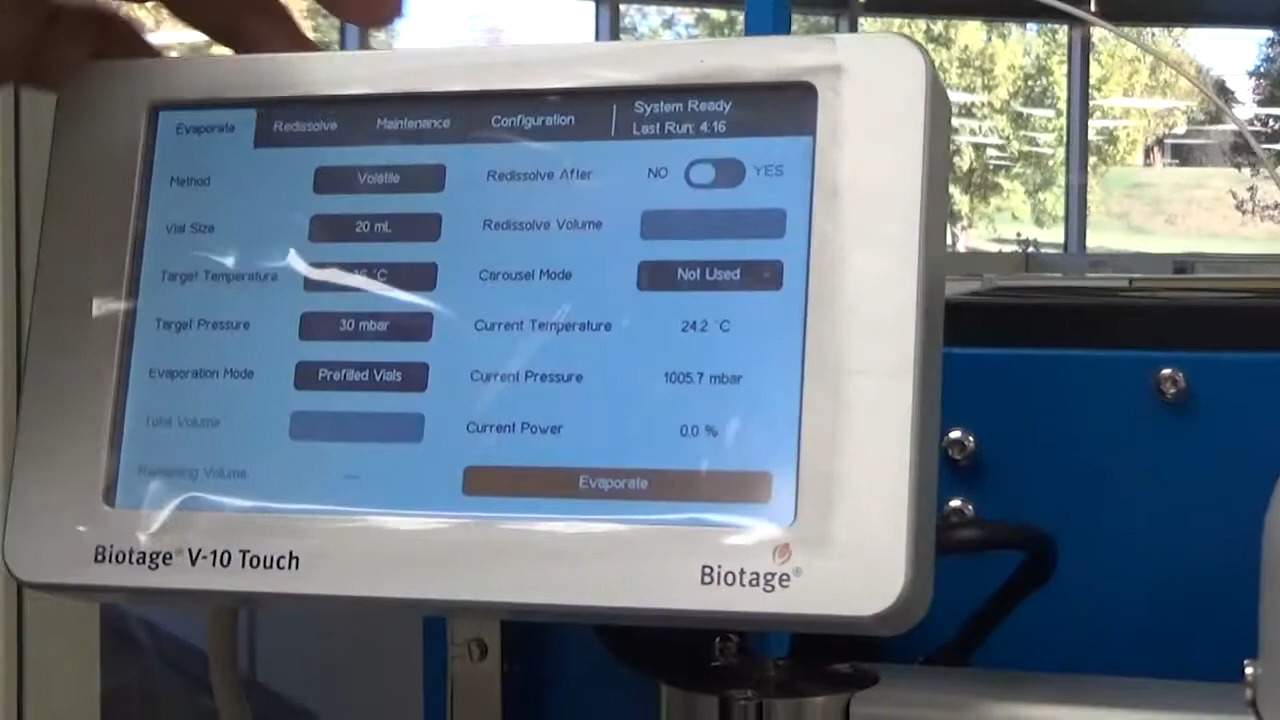 Evaporate Redissolve Maintenance Configuration System Ready
Last Run: 4:16
Method Volatile Redissolve After NO YES
Vial Size 20 mL Redissolve Volume
Target Temperature °C Carousel Mode Not Used
Target Pressure 30 mbar Current Temperature 24.2 °C
Evaporation Mode Prefilled Vials Current Pressure 1005.7 mbar
Total Volume Current Power 0.0 %
Remaining Volume --- Evaporate
Biotage® V-10 Touch
Biotage®